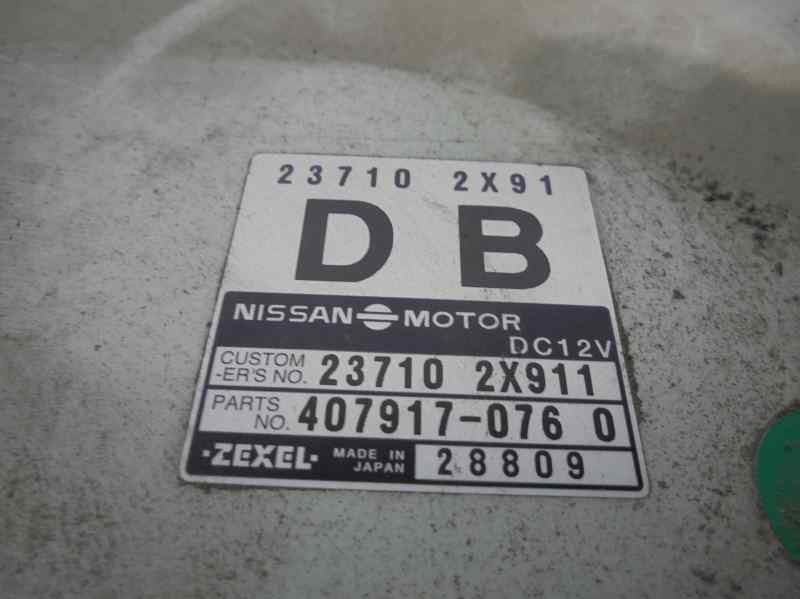 23710 2X91
D B
NISSAN MOTOR
DC12V
CUSTOM
-ER'S NO. 23710 2X911
PARTS
NO. 407917-076 0
·ZEXEL· MADE IN
JAPAN 28809